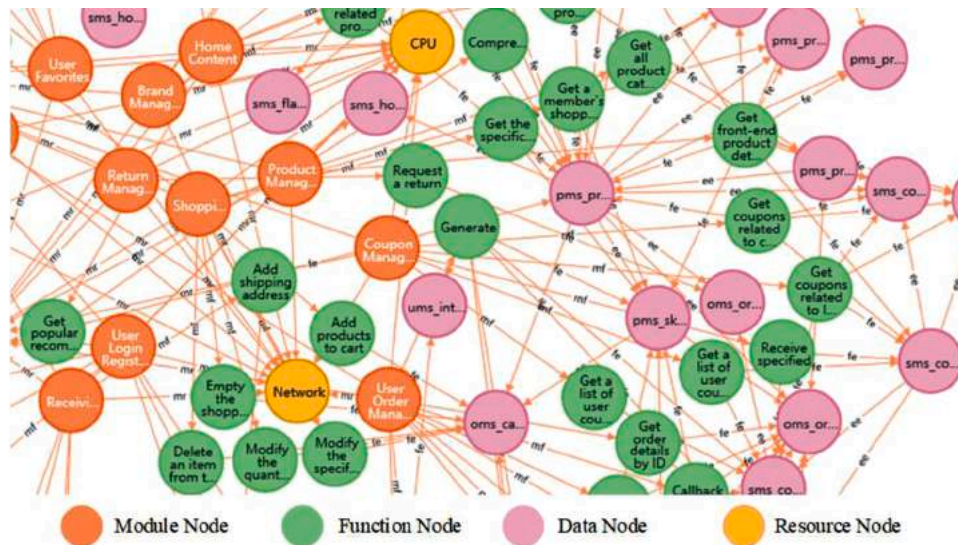 sms_ho...
related
pro...
Home
Content
CPU
Compre...
pro...
Get
all
product
cat...
pms_pr...
pms_pr...
User
Favorites
Brand
Manag...
sms_fla...
sms_ho...
Get a
member's
shopp...
Get the
specific...
Get
front-end
product
det...
Return
Manag...
Shoppi...
Product
Manag...
Request
a return
pms_pr...
pms_pr...
sms_co...
Generate
Get
coupons
related
to c...
Coupon
Manag...
Add
shipping
address
Get
coupons
related
to l...
ums_int...
oms_or...
pms_sk...
Get
popular
recom...
User
Login
Regist...
Add
products
to cart
Receive
specified...
sms_co...
Get a
list of
user
cou...
Receivi...
Empty
the
shopp...
Network
User
Order
Mana...
Get a
list of
user
cou...
oms_ca...
Get
order
details
by ID
oms_or...
Delete
an item
from t...
Modify
the
quant...
Modify
the
specif...
Callback
sms_co...
mr
mf
fe
ee
Module Node
Function Node
Data Node
Resource Node